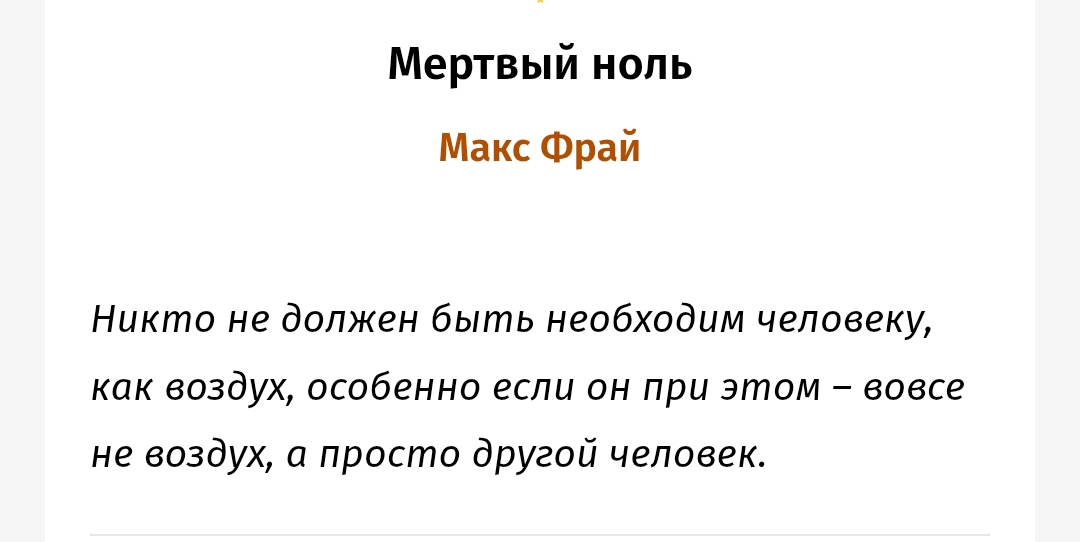 Мертвый ноль
Макс Фрай
Никто не должен быть необходим человеку,
как воздух, особенно если он при этом – вовсе
не воздух, а просто другой человек.